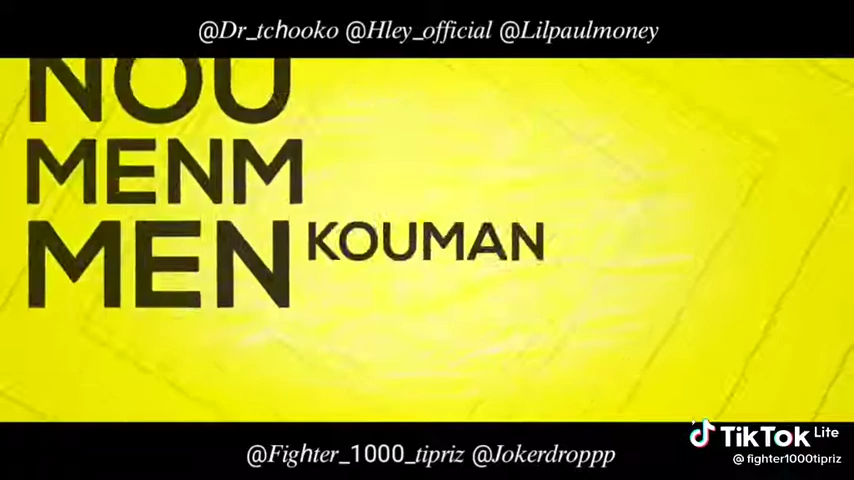 @Dr_tchooko @Hley_official @Lilpaulmoney
NOU
MENM
MEN KOUMAN
@Fighter_1000_tipriz @Jokerdroppp
TikTok Lite
@fighter1000tipriz